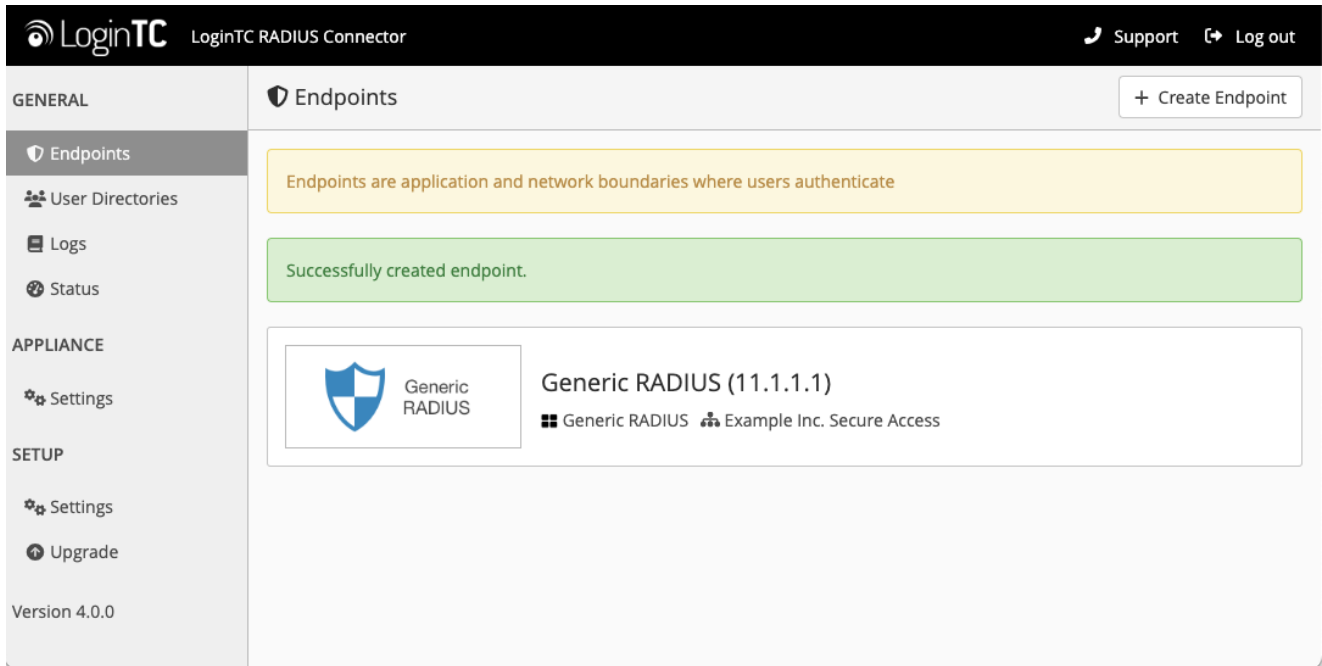 LoginTC LoginTC RADIUS Connector Support Log out
GENERAL
Endpoints
User Directories
Logs
Status
APPLIANCE
Settings
SETUP
Settings
Upgrade
Version 4.0.0
Endpoints
+ Create Endpoint
Endpoints are application and network boundaries where users authenticate
Successfully created endpoint.
Generic
RADIUS
Generic RADIUS (11.1.1.1)
Generic RADIUS Example Inc. Secure Access